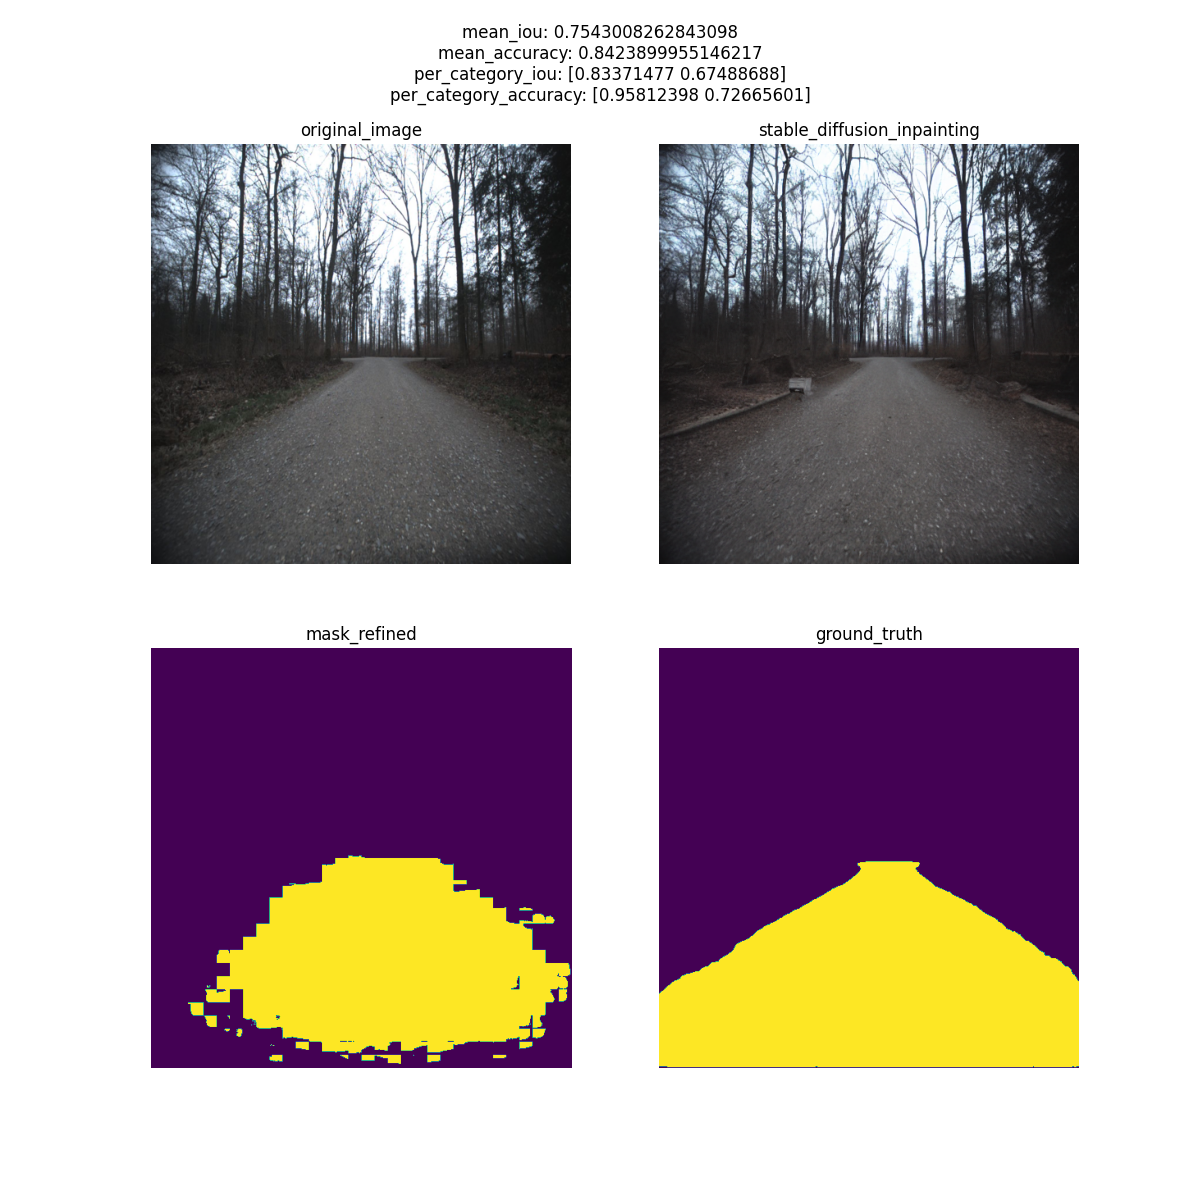 mean_iou: 0.7543008262843098
mean_accuracy: 0.8423899955146217
per_category_iou: [0.83371477 0.67488688]
per_category_accuracy: [0.95812398 0.72665601]
original_image
stable_diffusion_inpainting
mask_refined
ground_truth